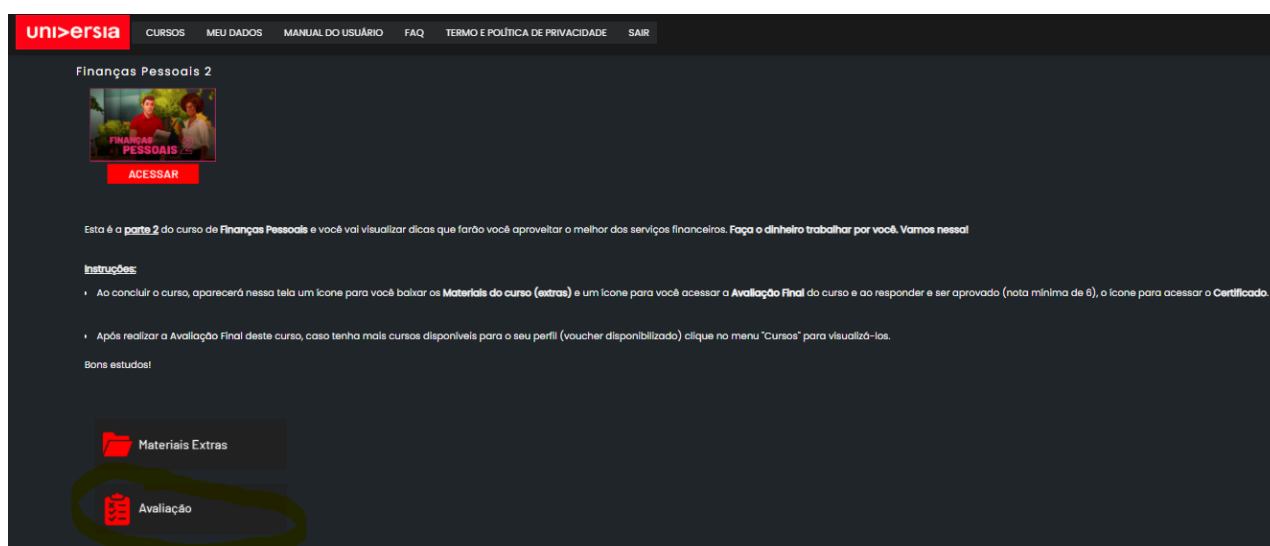 uni>ersia
CURSOS MEU DADOS MANUAL DO USUÁRIO FAQ TERMO E POLÍTICA DE PRIVACIDADE SAIR
Finanças Pessoais 2
FINANÇAS
PESSOAIS 2
ACESSAR
Esta é a parte 2 do curso de Finanças Pessoais e você vai visualizar dicas que farão você aproveitar o melhor dos serviços financeiros. Faça o dinheiro trabalhar por você. Vamos nessa!
Instruções:
Ao concluir o curso, aparecerá nessa tela um ícone para você baixar os Materiais do curso (extras) e um ícone para você acessar a Avaliação Final do curso e ao responder e ser aprovado (nota mínima de 6), o ícone para acessar o Certificado.
Após realizar a Avaliação Final deste curso, caso tenha mais cursos disponíveis para o seu perfil (voucher disponibilizado) clique no menu "Cursos" para visualizá-los.
Bons estudos!
Materiais Extras
Avaliação